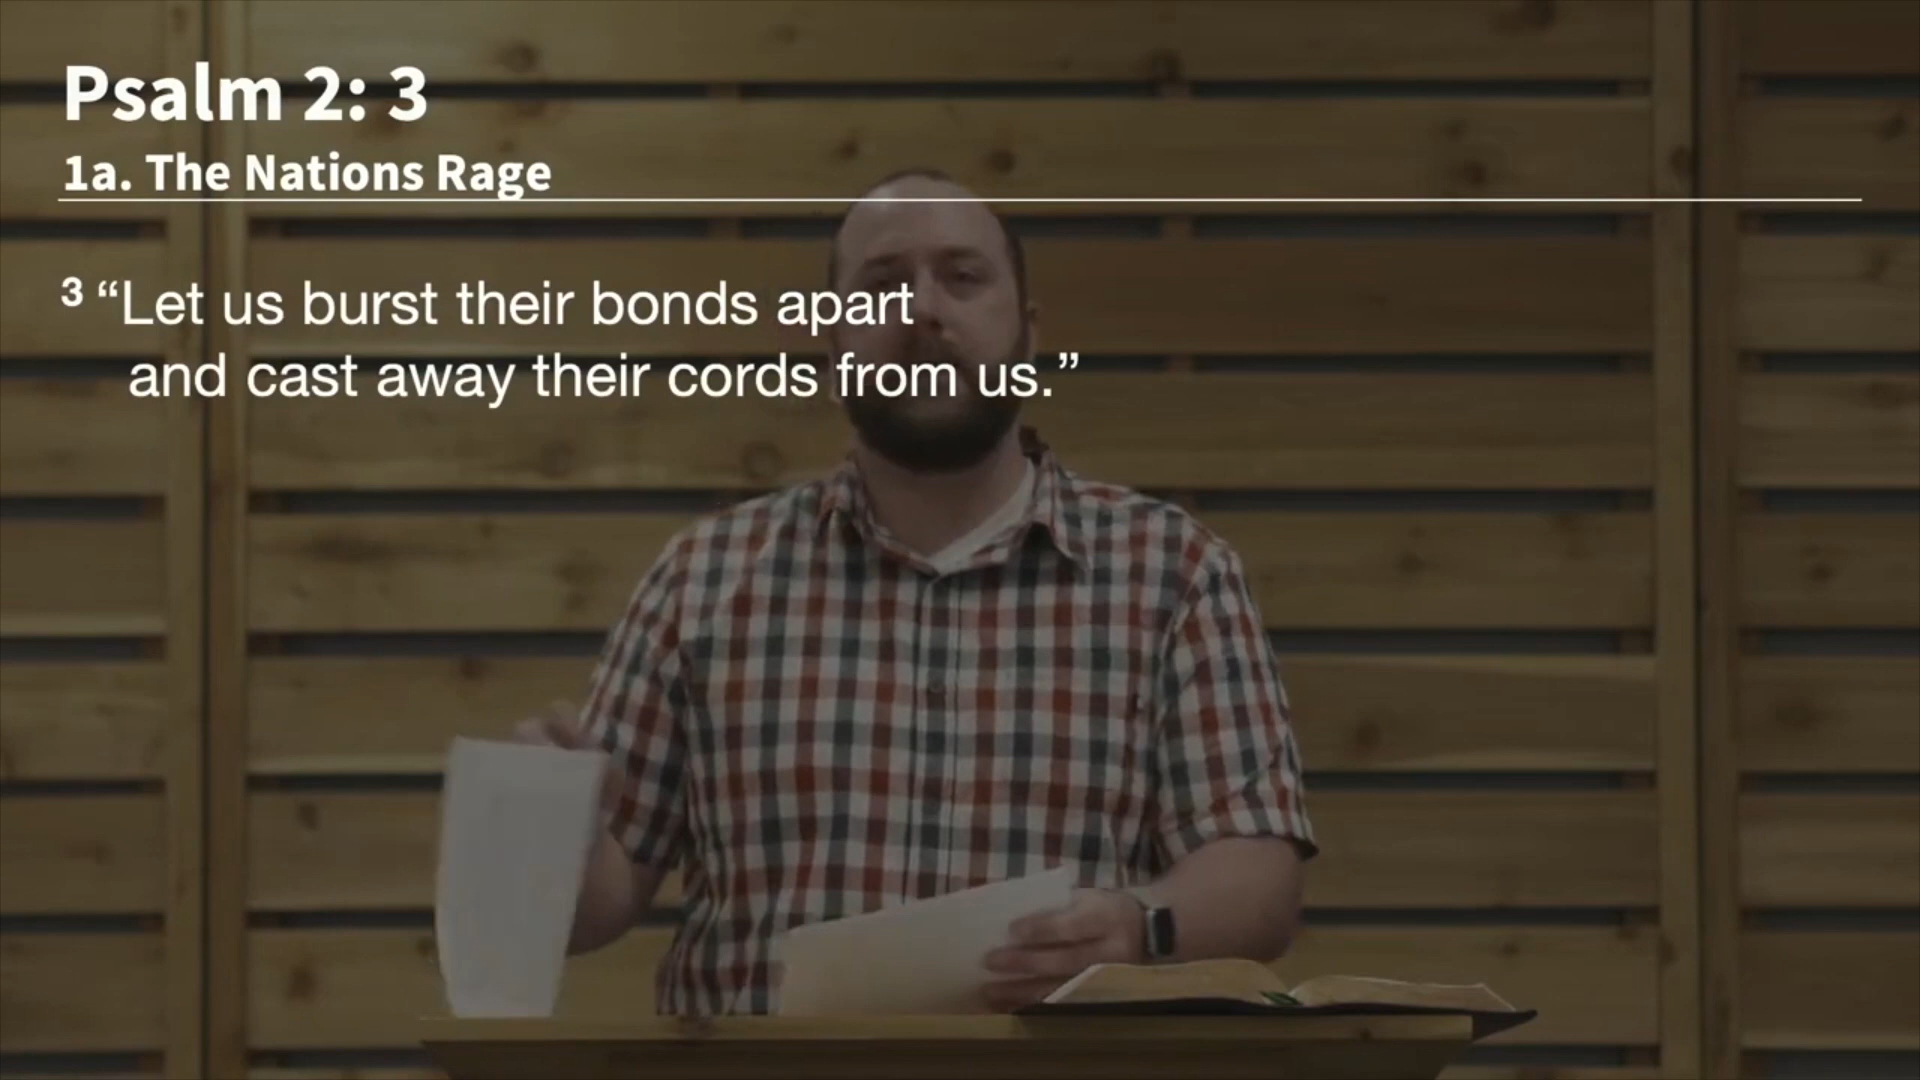 Psalm 2: 3
1a. The Nations Rage
3 “Let us burst their bonds apart
and cast away their cords from us.”